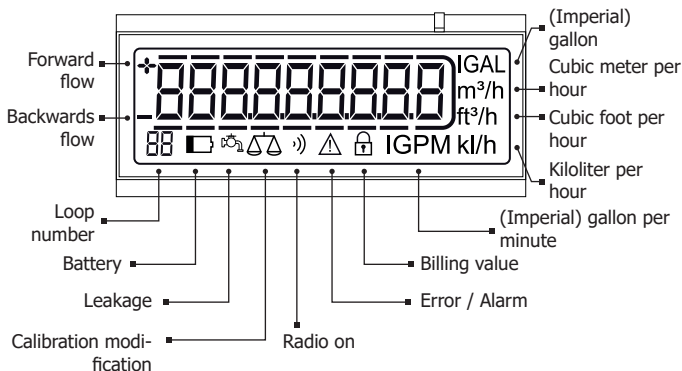 (Imperial)
gallon
Forward
flow
IGAL
Cubic meter per
hour
m³/h
Backwards
flow
ft³/h
Cubic foot per
hour
88888888
88
IGPM kl/h
Kiloliter per
hour
Loop
number
(Imperial) gallon per
minute
Battery
Billing value
Leakage
Error / Alarm
Calibration modi-
fication
Radio on